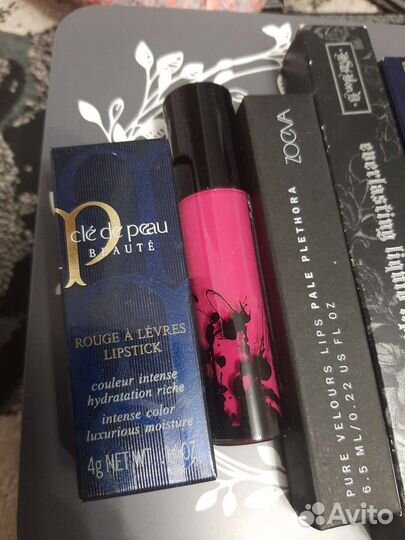 clé de peau
BEAUTÉ
ROUGE À LÈVRES
LIPSTICK
couleur intense
hydratation riche
intense color
luxurious moisture
4g NET WT. OZ
ZOEVA
PURE VELOURS LIPS PALE PLETHORA
6.5 ML/0.22 US FL OZ
everlasting liquid
Avito